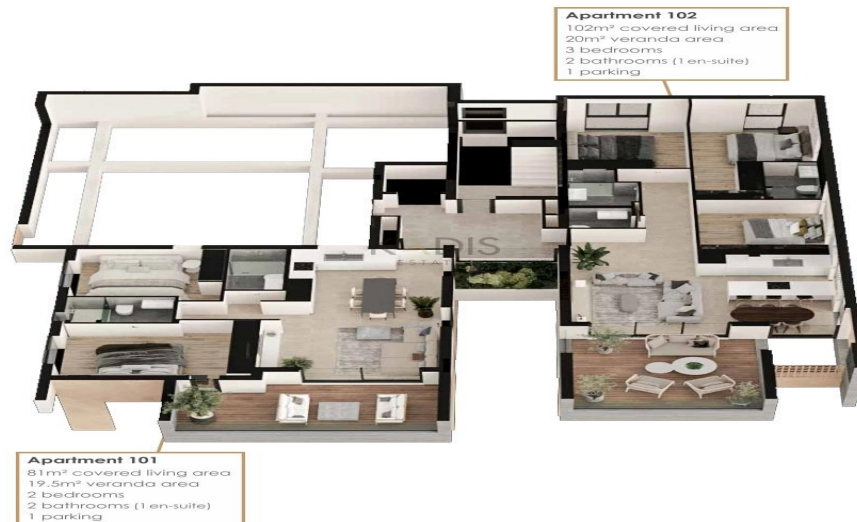 Apartment 102
102m² covered living area
20m² veranda area
3 bedrooms
2 bathrooms (1 en-suite)
1 parking
Apartment 101
81m² covered living area
19.5m² veranda area
2 bedrooms
2 bathrooms (1 en-suite)
1 parking